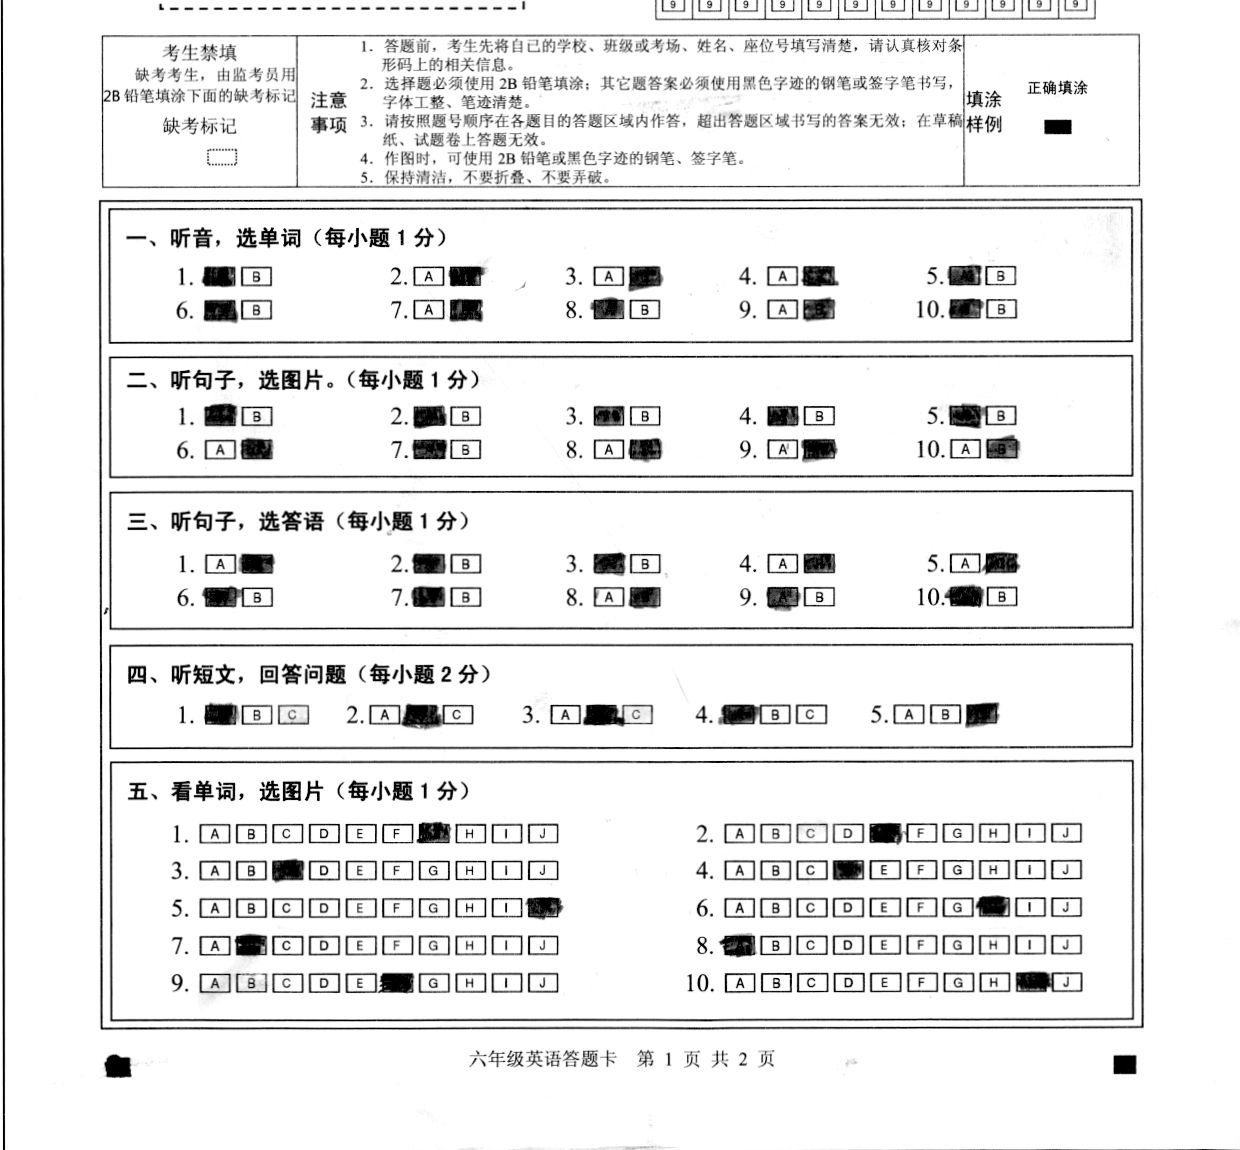 9 9 9 9 9 9 9 9 9 9 9 9
考生禁填
缺考考生，由监考员用
2B 铅笔填涂下面的缺考标记
缺考标记
注意
事项
1. 答题前，考生先将自已的学校、班级或考场、姓名、座位号填写清楚，请认真核对条
形码上的相关信息。
2. 选择题必须使用 2B 铅笔填涂；其它题答案必须使用黑色字迹的钢笔或签字笔书写，
字体工整、笔迹清楚。
3. 请按照题号顺序在各题目的答题区域内作答，超出答题区域书写的答案无效；在草稿
纸、试题卷上答题无效。
4. 作图时，可使用 2B 铅笔或黑色字迹的钢笔、签字笔。
5. 保持清洁，不要折叠、不要弄破。
填涂
样例
正确填涂
一、听音，选单词（每小题 1 分）
1. B 2. A 3. A 4. A 5. B
6. B 7. A 8. B 9. A B 10. B
二、听句子，选图片。（每小题 1 分）
1. B 2. B 3. B 4. B 5. B
6. A 7. B 8. A 9. A 10. A B
三、听句子，选答语（每小题 1 分）
1. A 2. B 3. B 4. A 5. A
6. B 7. B 8. A 9. A B 10. B
四、听短文，回答问题（每小题 2 分）
1. B C 2. A C 3. A C 4. B C 5. A B
五、看单词，选图片（每小题 1 分）
1. A B C D E F H I J 2. A B C D F G H I J
3. A B D E F G H I J 4. A B C E F G H I J
5. A B C D E F G H I 6. A B C D E F G I J
7. A C D E F G H I J 8. A B C D E F G H I J
9. A B C D E G H I J 10. A B C D E F G H J
六年级英语答题卡 第 1 页 共 2 页